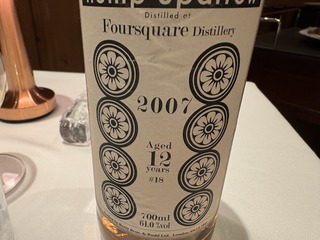 Distilled at
Foursquare Distillery
2007
Aged
12
years
#18
700ml
61.0%vol